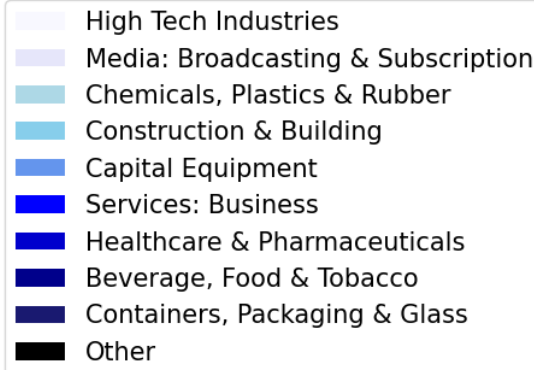 High Tech Industries
Media: Broadcasting & Subscription
Chemicals, Plastics & Rubber
Construction & Building
Capital Equipment
Services: Business
Healthcare & Pharmaceuticals
Beverage, Food & Tobacco
Containers, Packaging & Glass
Other